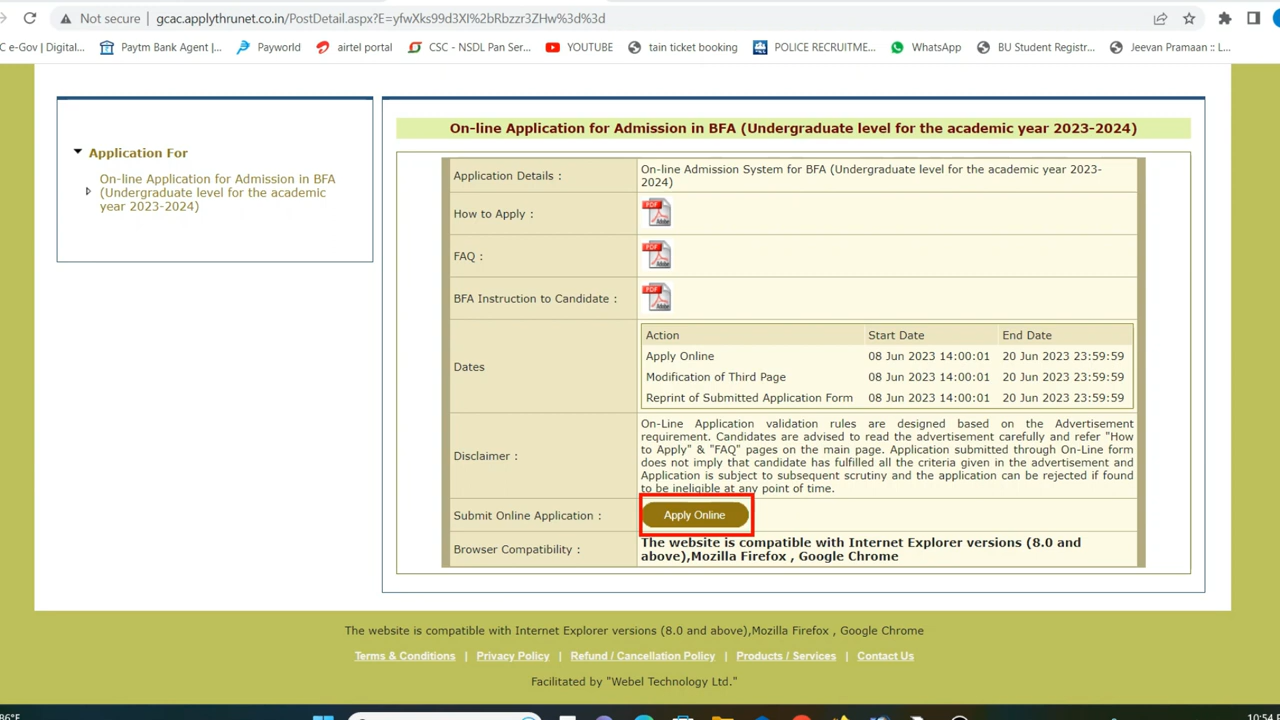 Not secure | gcac.applythrunet.co.in/PostDetail.aspx?E=yfwXks99d3Xl%2bRbzzr3ZHw%3d%3d
C e-Gov | Digital... Paytm Bank Agent |... Payworld airtel portal CSC - NSDL Pan Ser... YOUTUBE tain ticket booking POLICE RECRUITME... WhatsApp BU Student Registr... Jeevan Pramaan :: L...
Application For
On-line Application for Admission in BFA
(Undergraduate level for the academic
year 2023-2024)
On-line Application for Admission in BFA (Undergraduate level for the academic year 2023-2024)
Application Details :
On-line Admission System for BFA (Undergraduate level for the academic year 2023-
2024)
How to Apply :
PDF
Adobe
FAQ :
PDF
Adobe
BFA Instruction to Candidate :
PDF
Adobe
Dates
Action Start Date End Date
Apply Online 08 Jun 2023 14:00:01 20 Jun 2023 23:59:59
Modification of Third Page 08 Jun 2023 14:00:01 20 Jun 2023 23:59:59
Reprint of Submitted Application Form 08 Jun 2023 14:00:01 20 Jun 2023 23:59:59
Disclaimer :
On-Line Application validation rules are designed based on the Advertisement
requirement. Candidates are advised to read the advertisement carefully and refer "How
to Apply" & "FAQ" pages on the main page. Application submitted through On-Line form
does not imply that candidate has fulfilled all the criteria given in the advertisement and
Application is subject to subsequent scrutiny and the application can be rejected if found
to be ineligible at any point of time.
Submit Online Application :
Apply Online
Browser Compatibility :
The website is compatible with Internet Explorer versions (8.0 and
above),Mozilla Firefox , Google Chrome
The website is compatible with Internet Explorer versions (8.0 and above),Mozilla Firefox , Google Chrome
Terms & Conditions | Privacy Policy | Refund / Cancellation Policy | Products / Services | Contact Us
Facilitated by "Webel Technology Ltd."